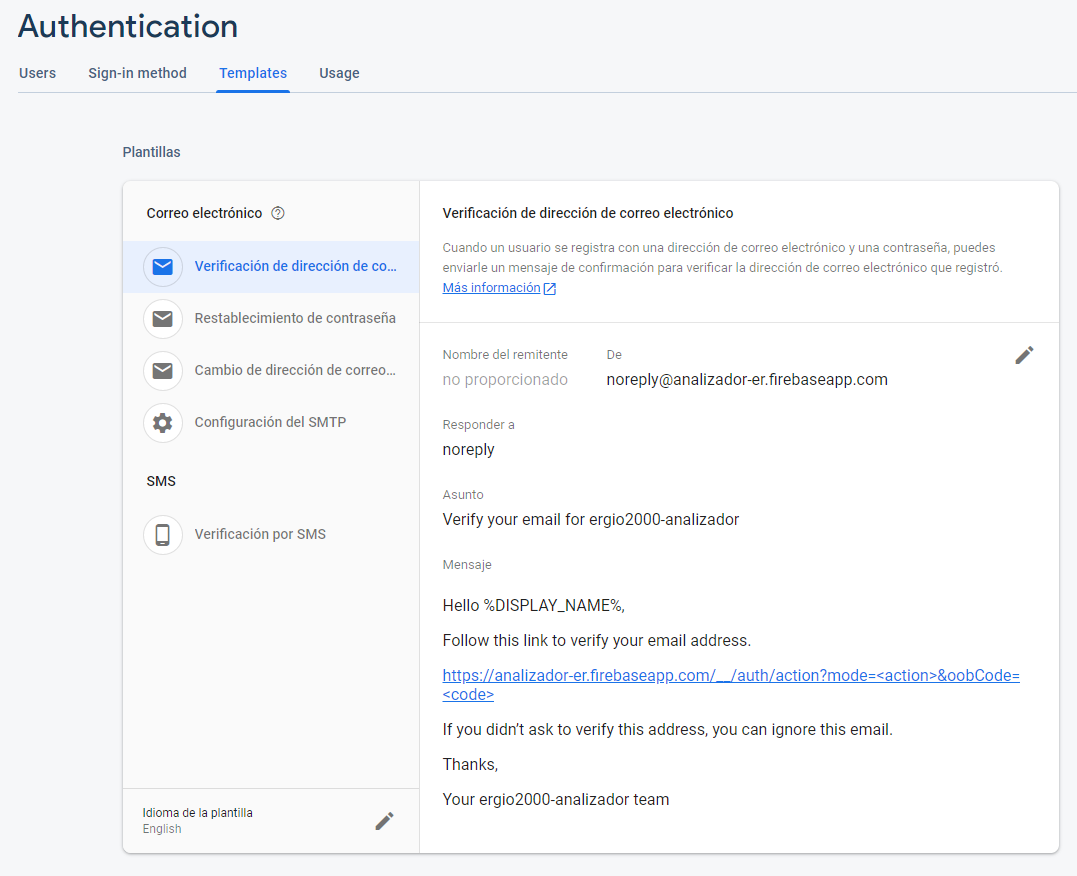 Authentication
Users
Sign-in method
Templates
Usage
Plantillas
Correo electrónico
Verificación de dirección de co...
Restablecimiento de contraseña
Cambio de dirección de correo...
Configuración del SMTP
SMS
Verificación por SMS
Idioma de la plantilla
English
Verificación de dirección de correo electrónico
Cuando un usuario se registra con una dirección de correo electrónico y una contraseña, puedes
enviarle un mensaje de confirmación para verificar la dirección de correo electrónico que registró.
Más información
Nombre del remitente
no proporcionado
De
noreply@analizador-er.firebaseapp.com
Responder a
noreply
Asunto
Verify your email for ergio2000-analizador
Mensaje
Hello %DISPLAY_NAME%,
Follow this link to verify your email address.
https://analizador-er.firebaseapp.com/__/auth/action?mode=<action>&oobCode=
<code>
If you didn’t ask to verify this address, you can ignore this email.
Thanks,
Your ergio2000-analizador team